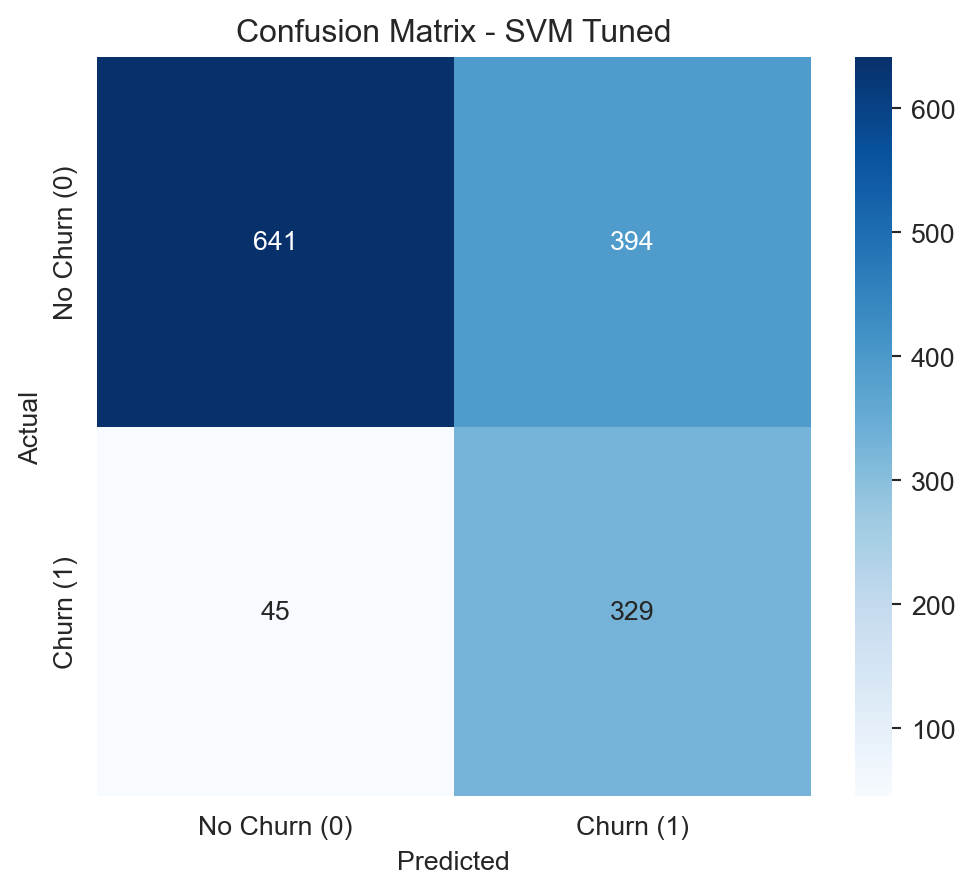 Confusion Matrix - SVM Tuned
No Churn (0)
641
394
Actual
Churn (1)
45
329
No Churn (0)
Churn (1)
Predicted
600
500
400
300
200
100